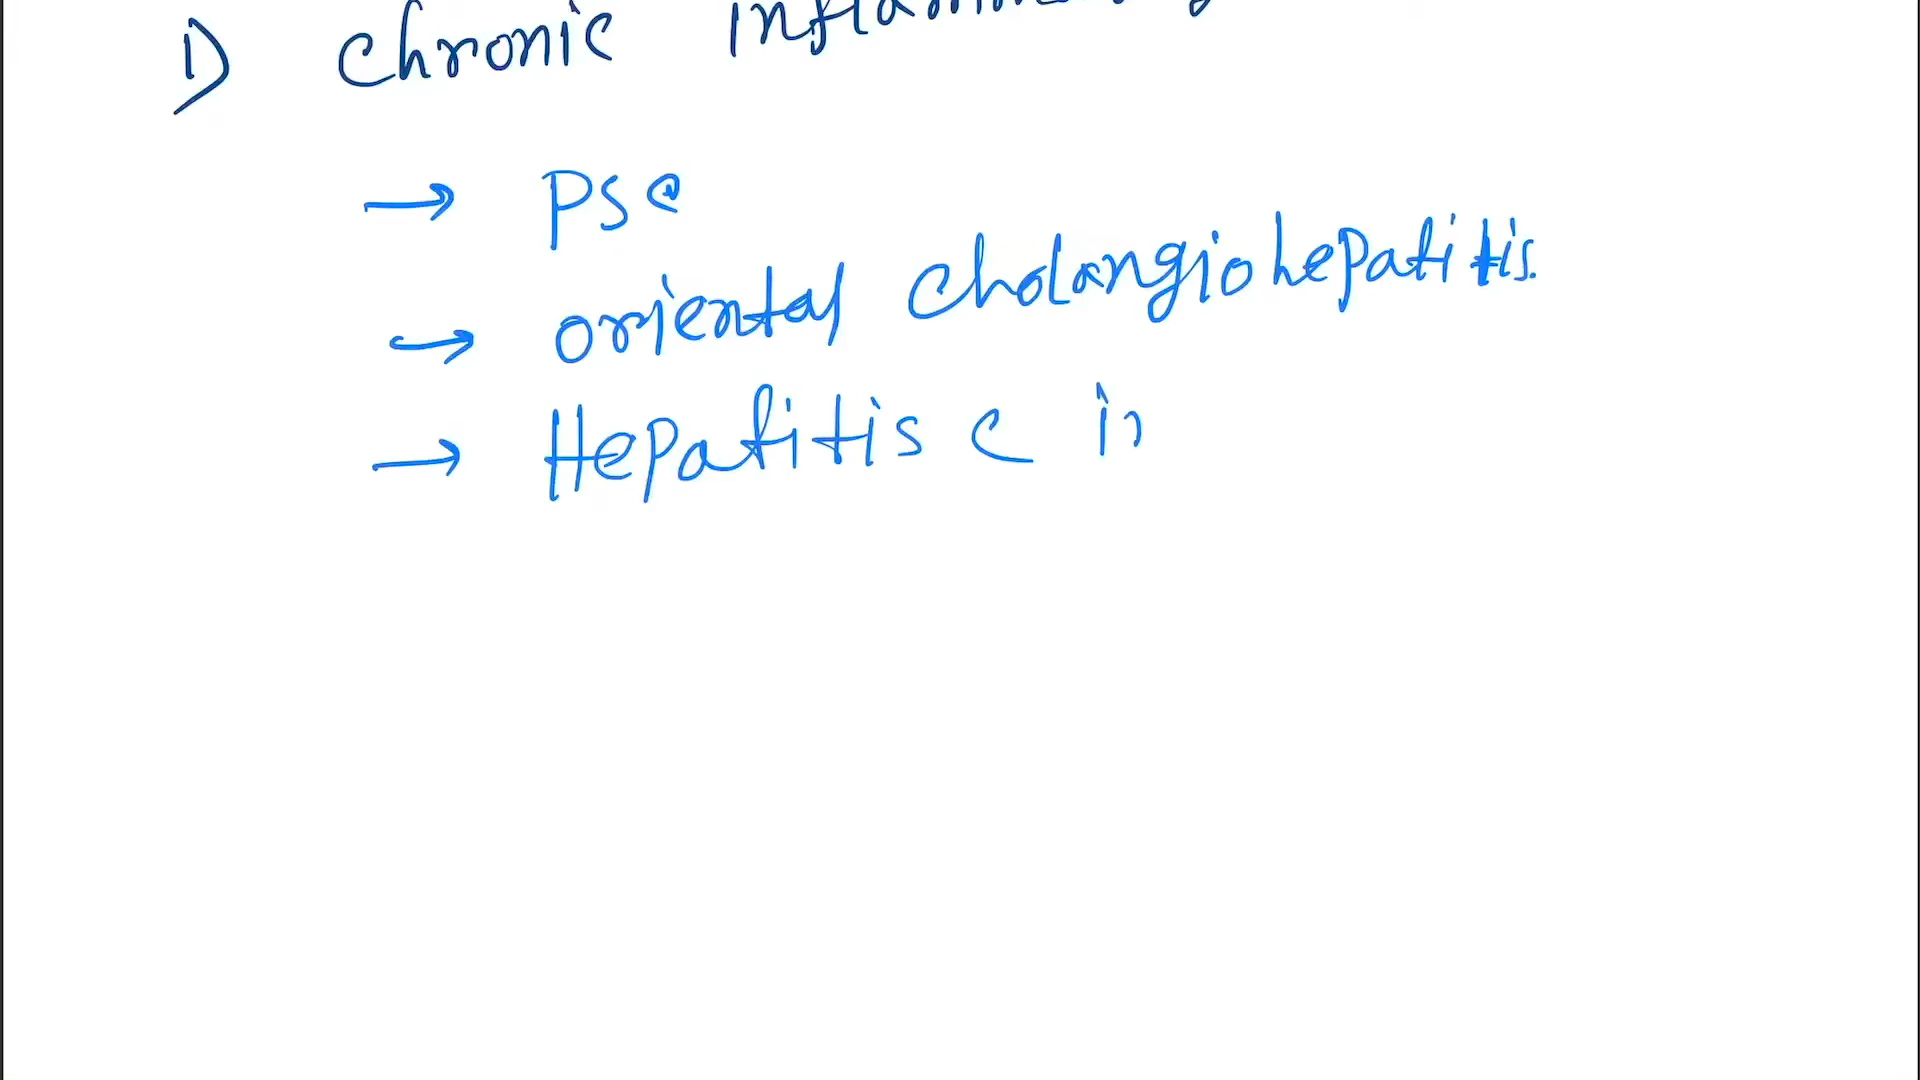 1) Chronic
→ PSC
→ oriental cholangiohepatitis.
→ Hepatitis C in